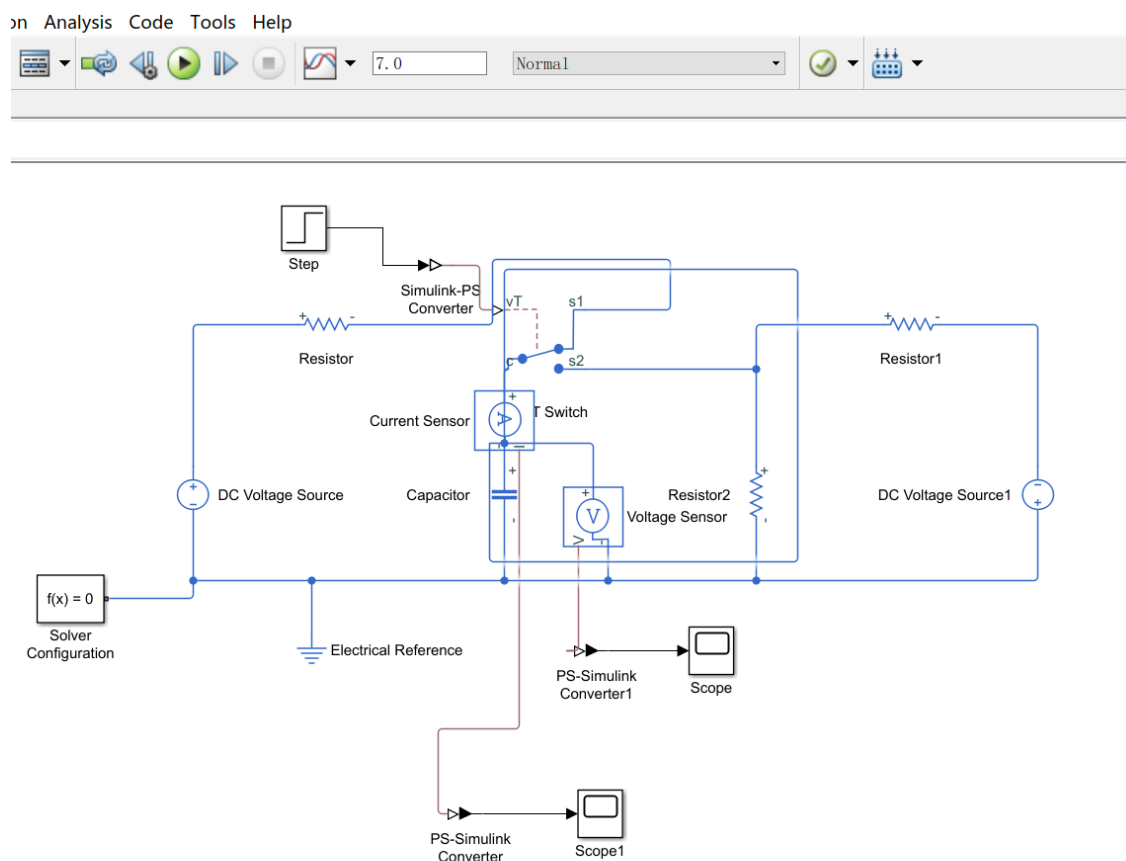 on Analysis Code Tools Help
7.0 Normal
Step
Simulink-PS
Converter
vT
s1
+ -
Resistor
c
s2
+ -
Resistor1
+
A
T Switch
Current Sensor
- I
+
DC Voltage Source
+
-
Capacitor
+
-
+
V
V
-
Voltage Sensor
Resistor2
+
-
DC Voltage Source1
-
+
f(x) = 0
Solver
Configuration
Electrical Reference
PS-Simulink
Converter1
Scope
PS-Simulink
Converter
Scope1